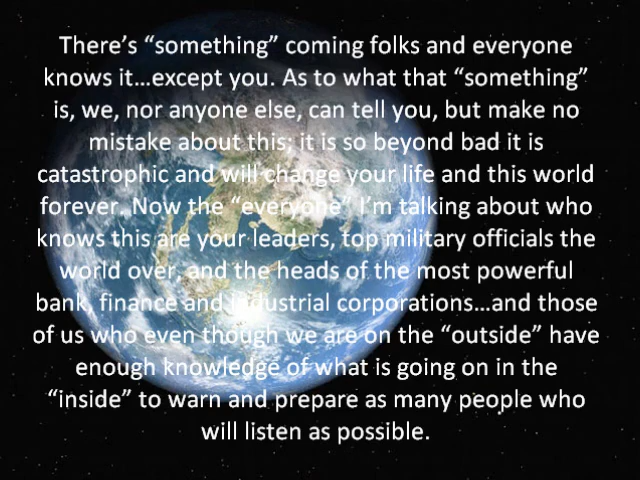 There’s “something” coming folks and everyone
knows it…except you. As to what that “something”
is, we, nor anyone else, can tell you, but make no
mistake about this; it is so beyond bad it is
catastrophic and will change your life and this world
forever. Now the “everyone” I’m talking about who
knows this are your leaders, top military officials the
world over, and the heads of the most powerful
bank, finance and industrial corporations…and those
of us who even though we are on the “outside” have
enough knowledge of what is going on in the
“inside” to warn and prepare as many people who
will listen as possible.